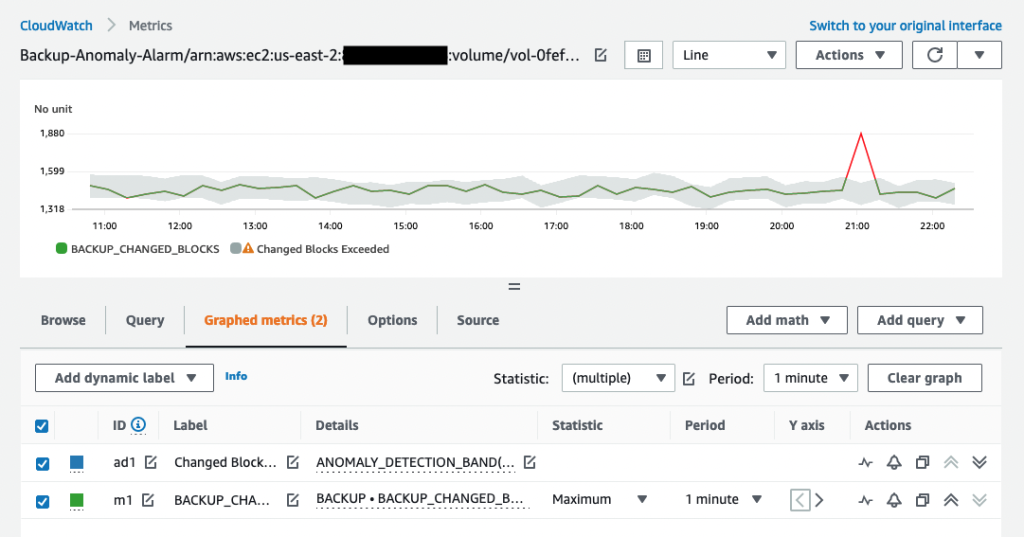 CloudWatch > Metrics
Switch to your original interface
Backup-Anomaly-Alarm/arn:aws:ec2:us-east-2: :volume/vol-0fef...
Line
Actions
No unit
1,880
1,599
1,318
11:00 12:00 13:00 14:00 15:00 16:00 17:00 18:00 19:00 20:00 21:00 22:00
BACKUP_CHANGED_BLOCKS Changed Blocks Exceeded
Browse Query Graphed metrics (2) Options Source Add math Add query
Add dynamic label Info Statistic: (multiple) Period: 1 minute Clear graph
ID Label Details Statistic Period Y axis Actions
ad1 Changed Block... ANOMALY_DETECTION_BAND(...
m1 BACKUP_CHA... BACKUP • BACKUP_CHANGED_B... Maximum 1 minute